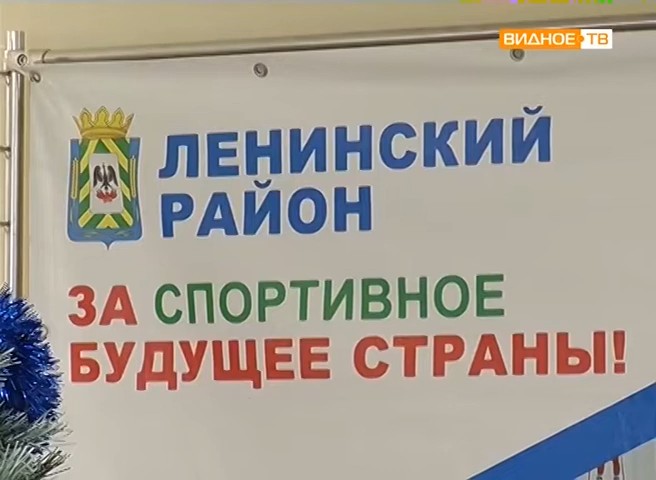 ВИДНОЕ ТВ
ЛЕНИНСКИЙ
РАЙОН
ЗА СПОРТИВНОЕ
БУДУЩЕЕ СТРАНЫ!